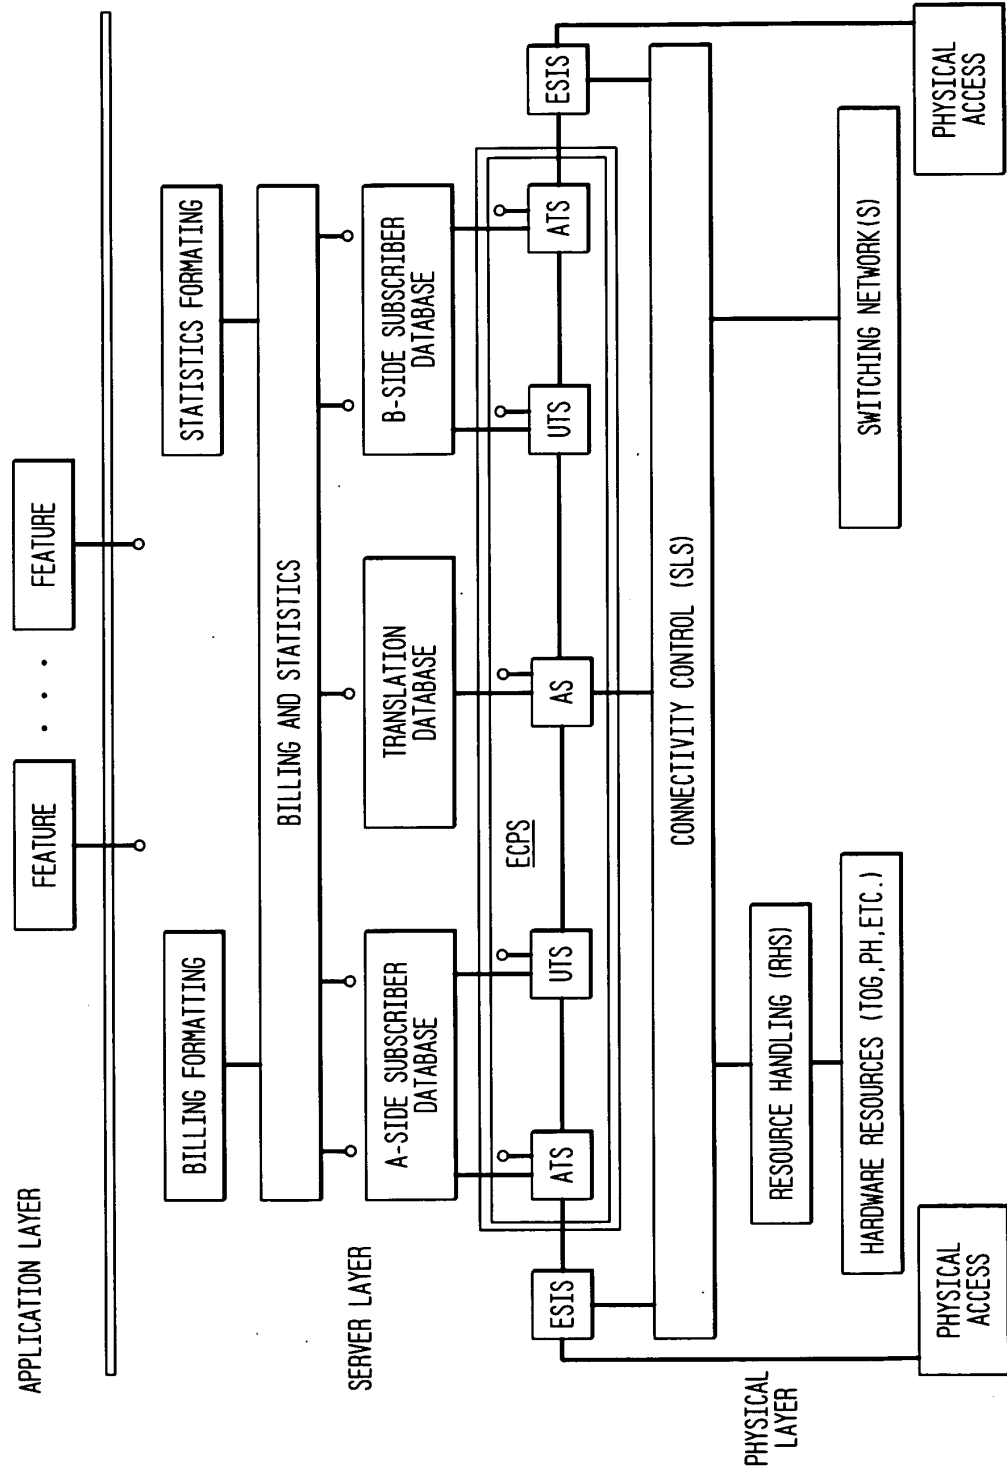 APPLICATION LAYER
FEATURE
. . .
FEATURE
BILLING FORMATTING
STATISTICS FORMATING
BILLING AND STATISTICS
SERVER LAYER
A-SIDE SUBSCRIBER
DATABASE
TRANSLATION
DATABASE
B-SIDE SUBSCRIBER
DATABASE
ECPS
ESIS
ATS
UTS
AS
UTS
ATS
ESIS
CONNECTIVITY CONTROL (SLS)
PHYSICAL
LAYER
RESOURCE HANDLING (RHS)
HARDWARE RESOURCES (TOG,PH,ETC.)
SWITCHING NETWORK(S)
PHYSICAL
ACCESS
PHYSICAL
ACCESS